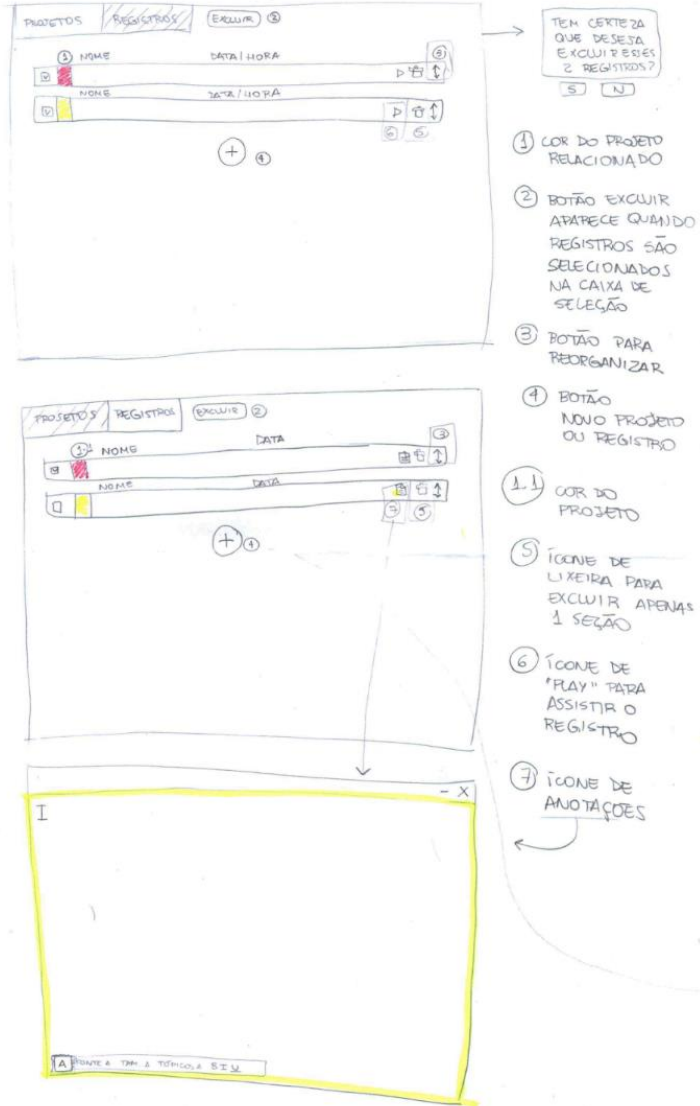 PROJETOS REGISTROS EXCLUIR 2
1 NOME DATA/HORA 3
NOME DATA/HORA
6 5
+ 4
TEM CERTEZA
QUE DESEJA
EXCLUIR ESSES
2 REGISTROS?
S N
1 COR DO PROJETO
RELACIONADO
2 BOTÃO EXCLUIR
APARECE QUANDO
REGISTROS SÃO
SELECIONADOS
NA CAIXA DE
SELEÇÃO
3 BOTÃO PARA
REORGANIZAR
4 BOTÃO
NOVO PROJETO
OU REGISTRO
1.1 COR DO
PROJETO
5 ÍCONE DE
LIXEIRA PARA
EXCLUIR APENAS
1 SEÇÃO
6 ÍCONE DE
"PLAY" PARA
ASSISTIR O
REGISTRO
7 ÍCONE DE
ANOTAÇÕES
PROJETOS REGISTROS EXCLUIR 2
1.1 NOME DATA 3
NOME DATA
7 5
+ 4
- X
I
A FONTE A TAM A TÓPICOS A B I U